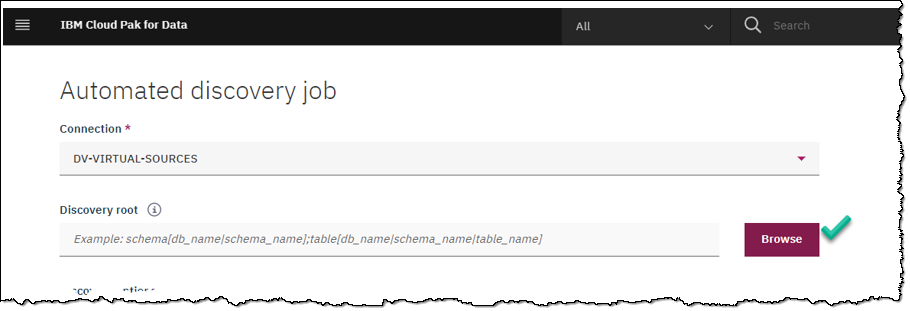 IBM Cloud Pak for Data
All
Search
Automated discovery job
Connection *
DV-VIRTUAL-SOURCES
Discovery root
Example: schema[db_name|schema_name];table[db_name|schema_name|table_name]
Browse